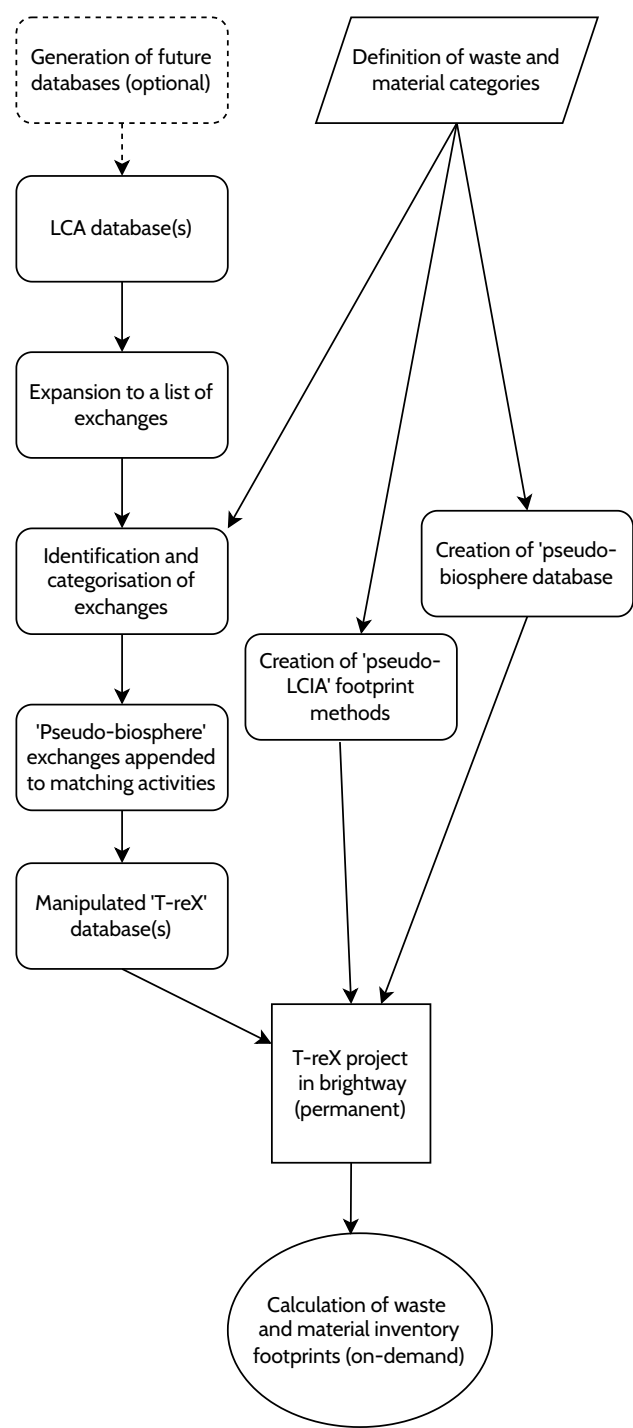 Generation of future
databases (optional)
Definition of waste and
material categories
LCA database(s)
Expansion to a list of
exchanges
Identification and
categorisation of
exchanges
Creation of 'pseudo-
biosphere database
Creation of 'pseudo-
LCIA' footprint
methods
'Pseudo-biosphere'
exchanges appended
to matching activities
Manipulated 'T-reX'
database(s)
T-reX project
in brightway
(permanent)
Calculation of waste
and material inventory
footprints (on-demand)